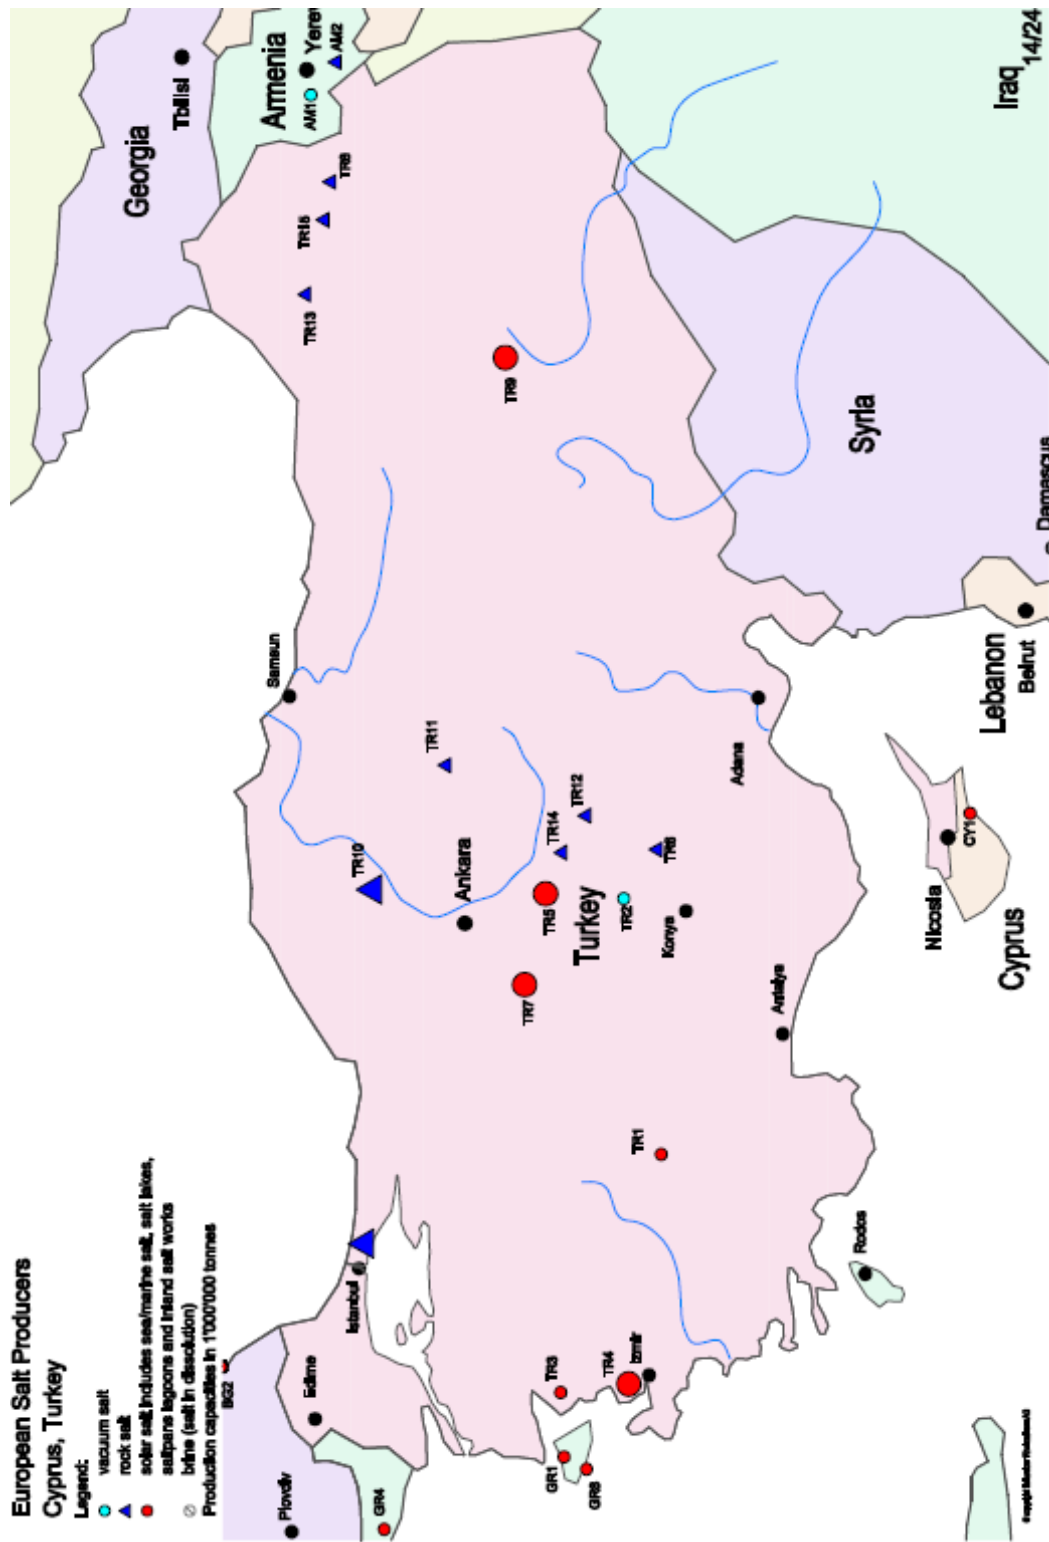 European Salt Producers
Cyprus, Turkey
Legend:
vacuum salt
rock salt
solar salt includes sea/marine salt, salt lakes,
saltpans lagoons and inland salt works
brine (salt in dissolution)
Production capacities in 1'000'000 tonnes
Plovdiv
BG2
GR4
Edirne
Istanbul
GR1
GR6
TR3
TR4
Izmir
Rodos
TR1
Antalya
TR7
TR5
Turkey
TR2
Konya
Ankara
TR10
TR14
TR12
TR6
TR11
Samsun
Adana
Nicosia
CY1
Cyprus
Lebanon
Beirut
Damascus
Syria
TR9
TR13
TR15
TR8
Georgia
Tbilisi
Armenia
AM1
Yere
AM2
Iraq
14/24